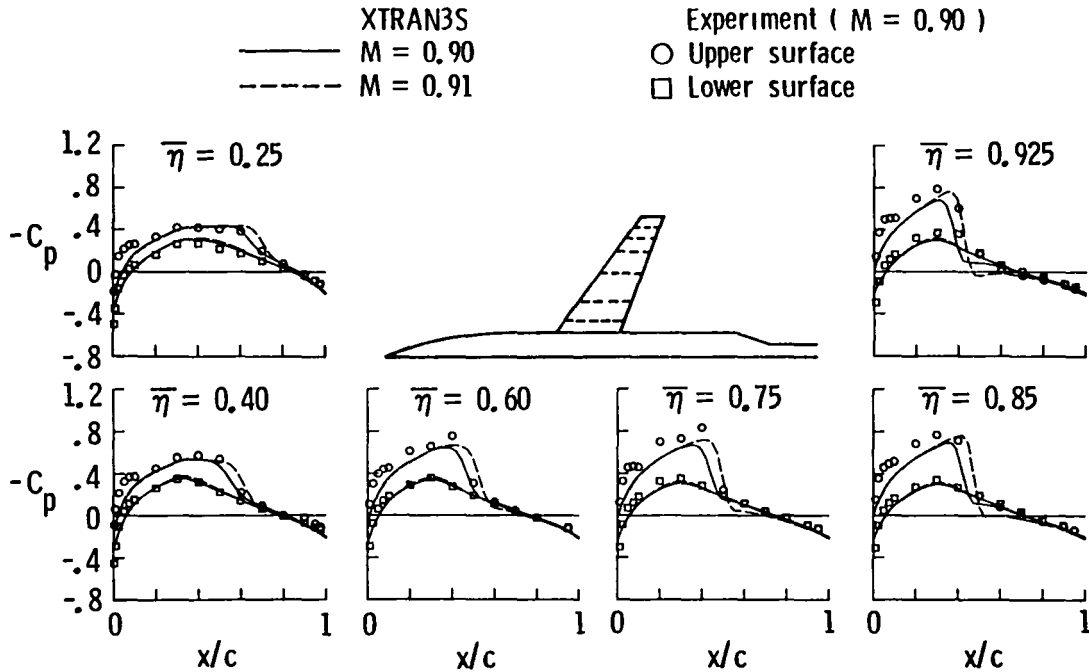 XTRAN3S
M = 0.90
M = 0.91
Experiment ( M = 0.90 )
Upper surface
Lower surface
1.2
.8
.4
0
-.4
-.8
-Cp
η̅ = 0.25
η̅ = 0.925
1.2
.8
.4
0
-.4
-.8
-Cp
η̅ = 0.40
η̅ = 0.60
η̅ = 0.75
η̅ = 0.85
0 1
0 1
0 1
0 1
x/c
x/c
x/c
x/c